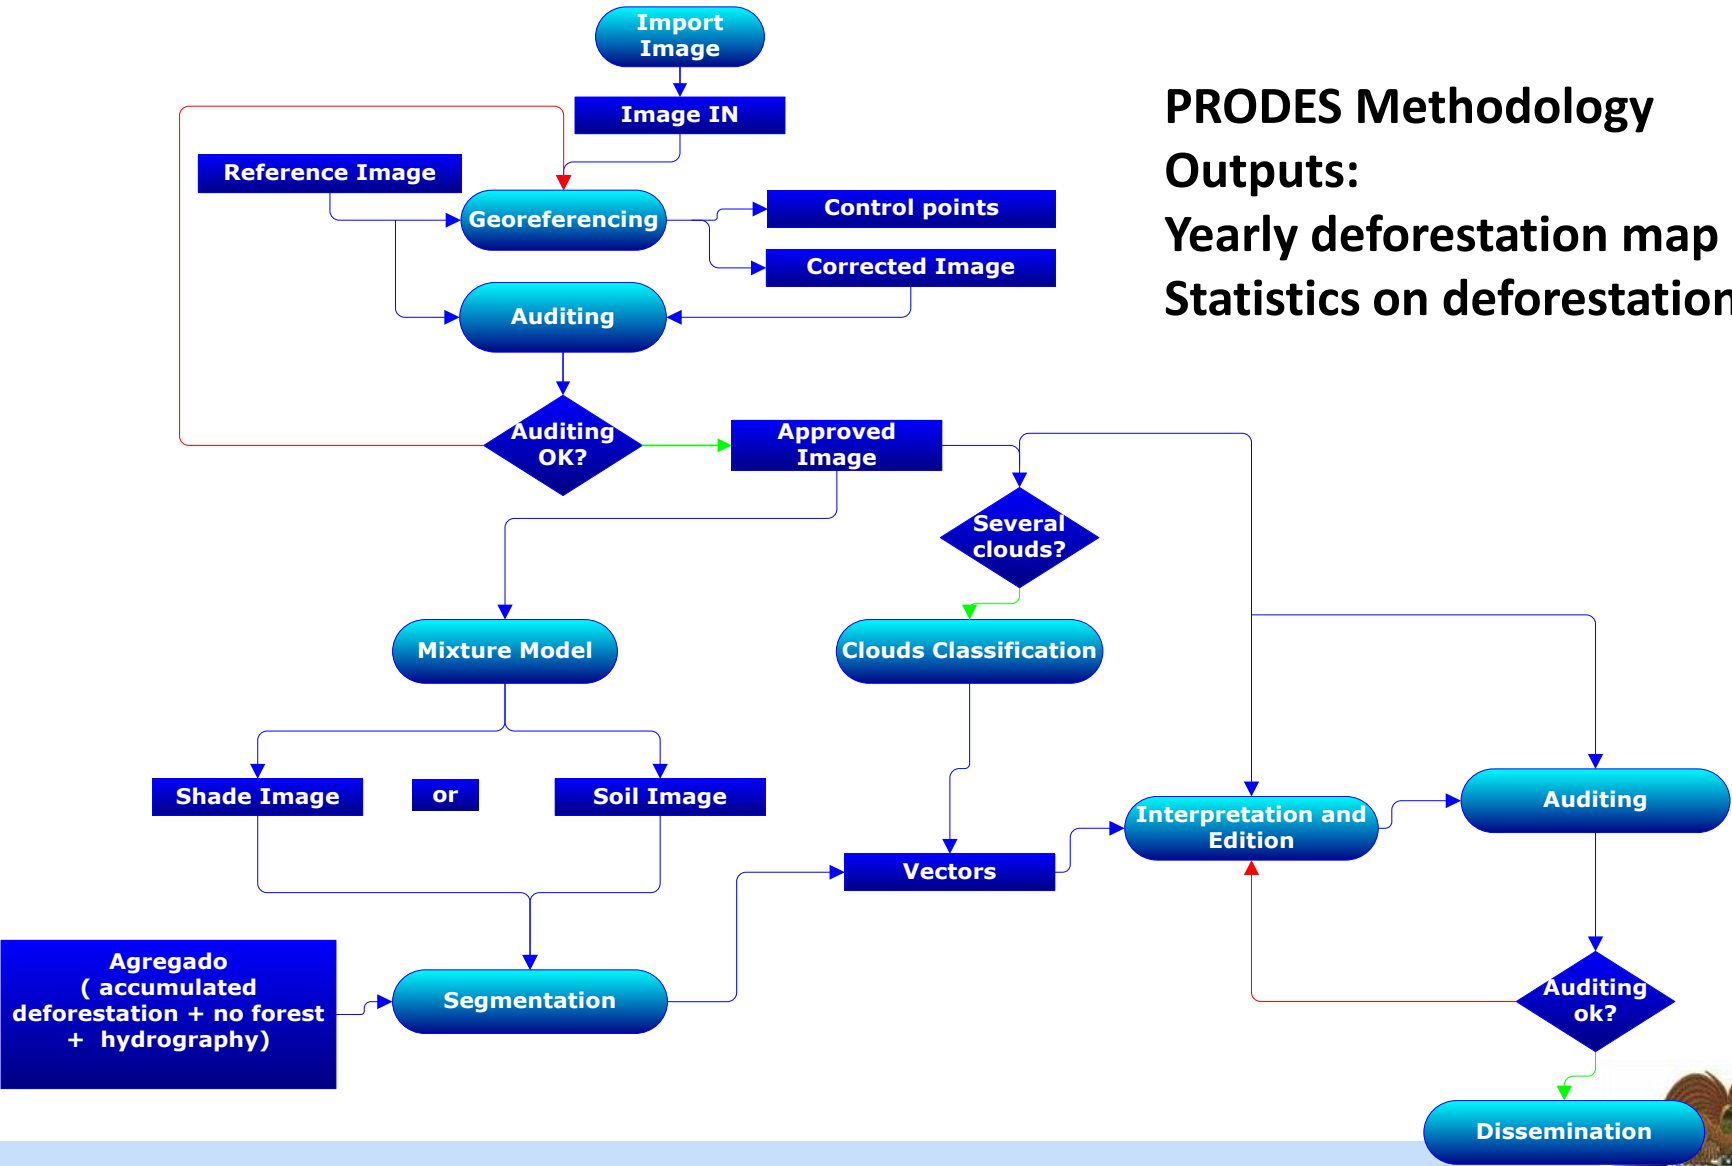 Import
Image
Image IN
PRODES Methodology
Outputs:
Yearly deforestation map
Statistics on deforestation
Reference Image
Georeferencing
Control points
Corrected Image
Auditing
Auditing
OK?
Approved
Image
Several
clouds?
Mixture Model
Clouds Classification
Shade Image
or
Soil Image
Vectors
Interpretation and
Edition
Auditing
Agregado
( accumulated
deforestation + no forest
+ hydrography)
Segmentation
Auditing
ok?
Dissemination